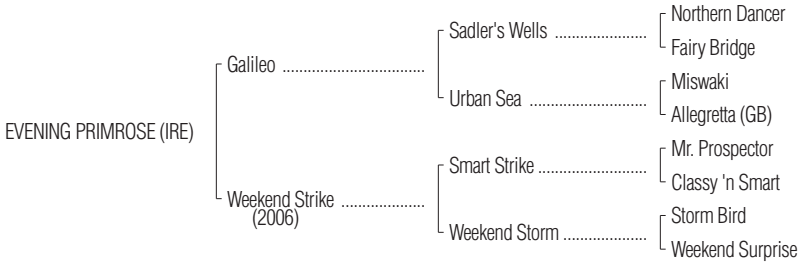 Northern Dancer
Sadler's Wells ......................
Fairy Bridge
Galileo ..................................
Miswaki
Urban Sea ............................
Allegretta (GB)
EVENING PRIMROSE (IRE)
Mr. Prospector
Smart Strike ..........................
Classy 'n Smart
Weekend Strike ....................
(2006)
Storm Bird
Weekend Storm ....................
Weekend Surprise